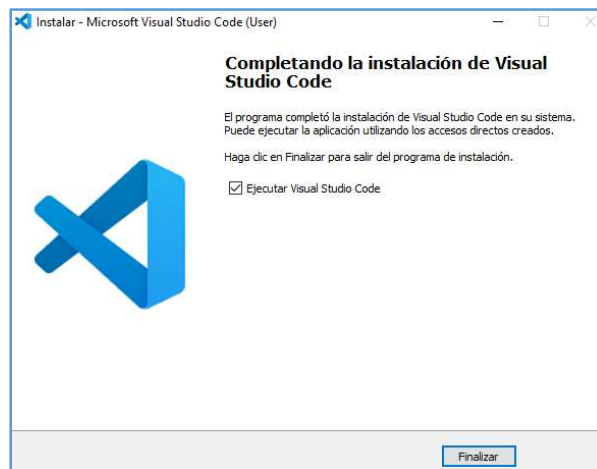 Instalar - Microsoft Visual Studio Code (User)
Completando la instalación de Visual
Studio Code
El programa completó la instalación de Visual Studio Code en su sistema.
Puede ejecutar la aplicación utilizando los accesos directos creados.
Haga clic en Finalizar para salir del programa de instalación.
Ejecutar Visual Studio Code
Finalizar